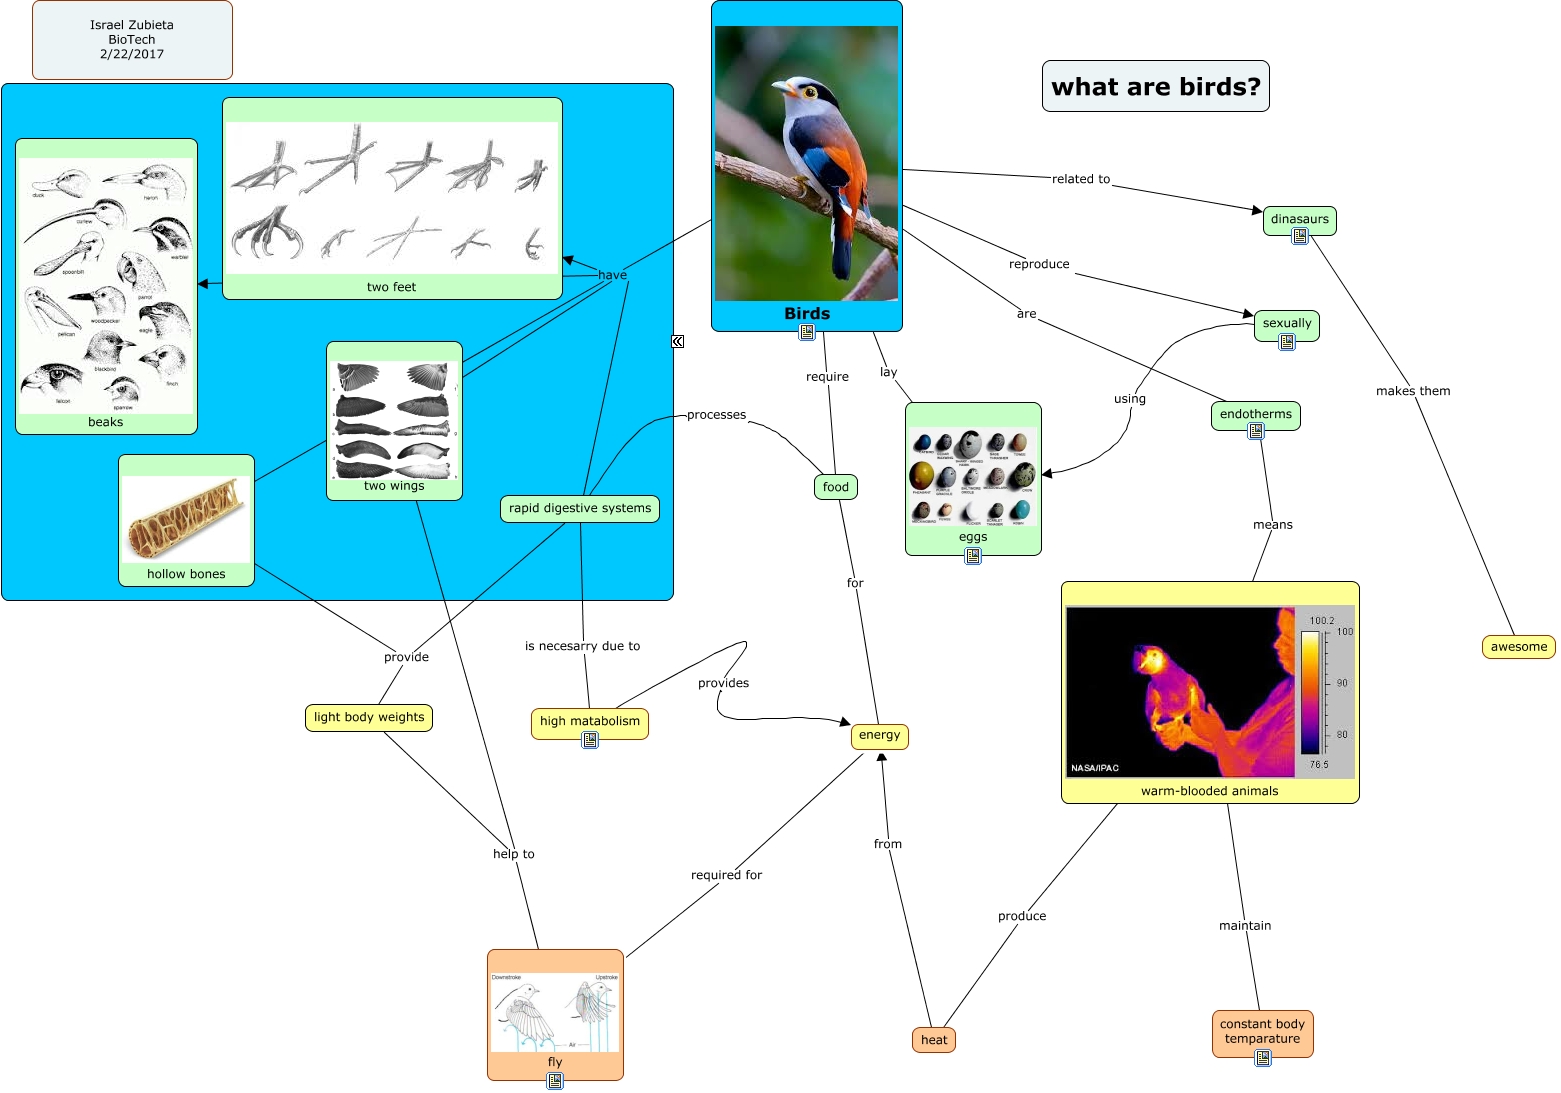 Israel Zubieta
BioTech
2/22/2017
what are birds?
Birds
have
two feet
beaks
duck
heron
curlew
warbler
spoonbill
parrot
pelican
woodpecker
eagle
blackbird
finch
falcon
sparrow
two wings
hollow bones
rapid digestive systems
processes
require
food
lay
eggs
PHEASANT
CROW
related to
dinasaurs
reproduce
sexually
using
are
endotherms
means
makes them
awesome
for
provide
light body weights
is necesarry due to
high matabolism
provides
energy
100.2
100
90
80
76.5
NASA/IPAC
warm-blooded animals
help to
required for
from
produce
maintain
Downstroke
Upstroke
Air
fly
heat
constant body
temparature